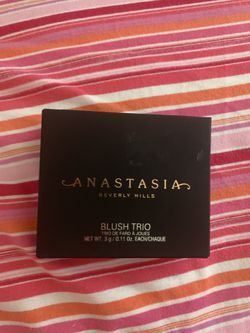 ANASTASIA
BEVERLY HILLS
BLUSH TRIO
TRIO DE FARD À JOUES
NET WT. 3 g / 0.11 Oz. EACH/CHAQUE